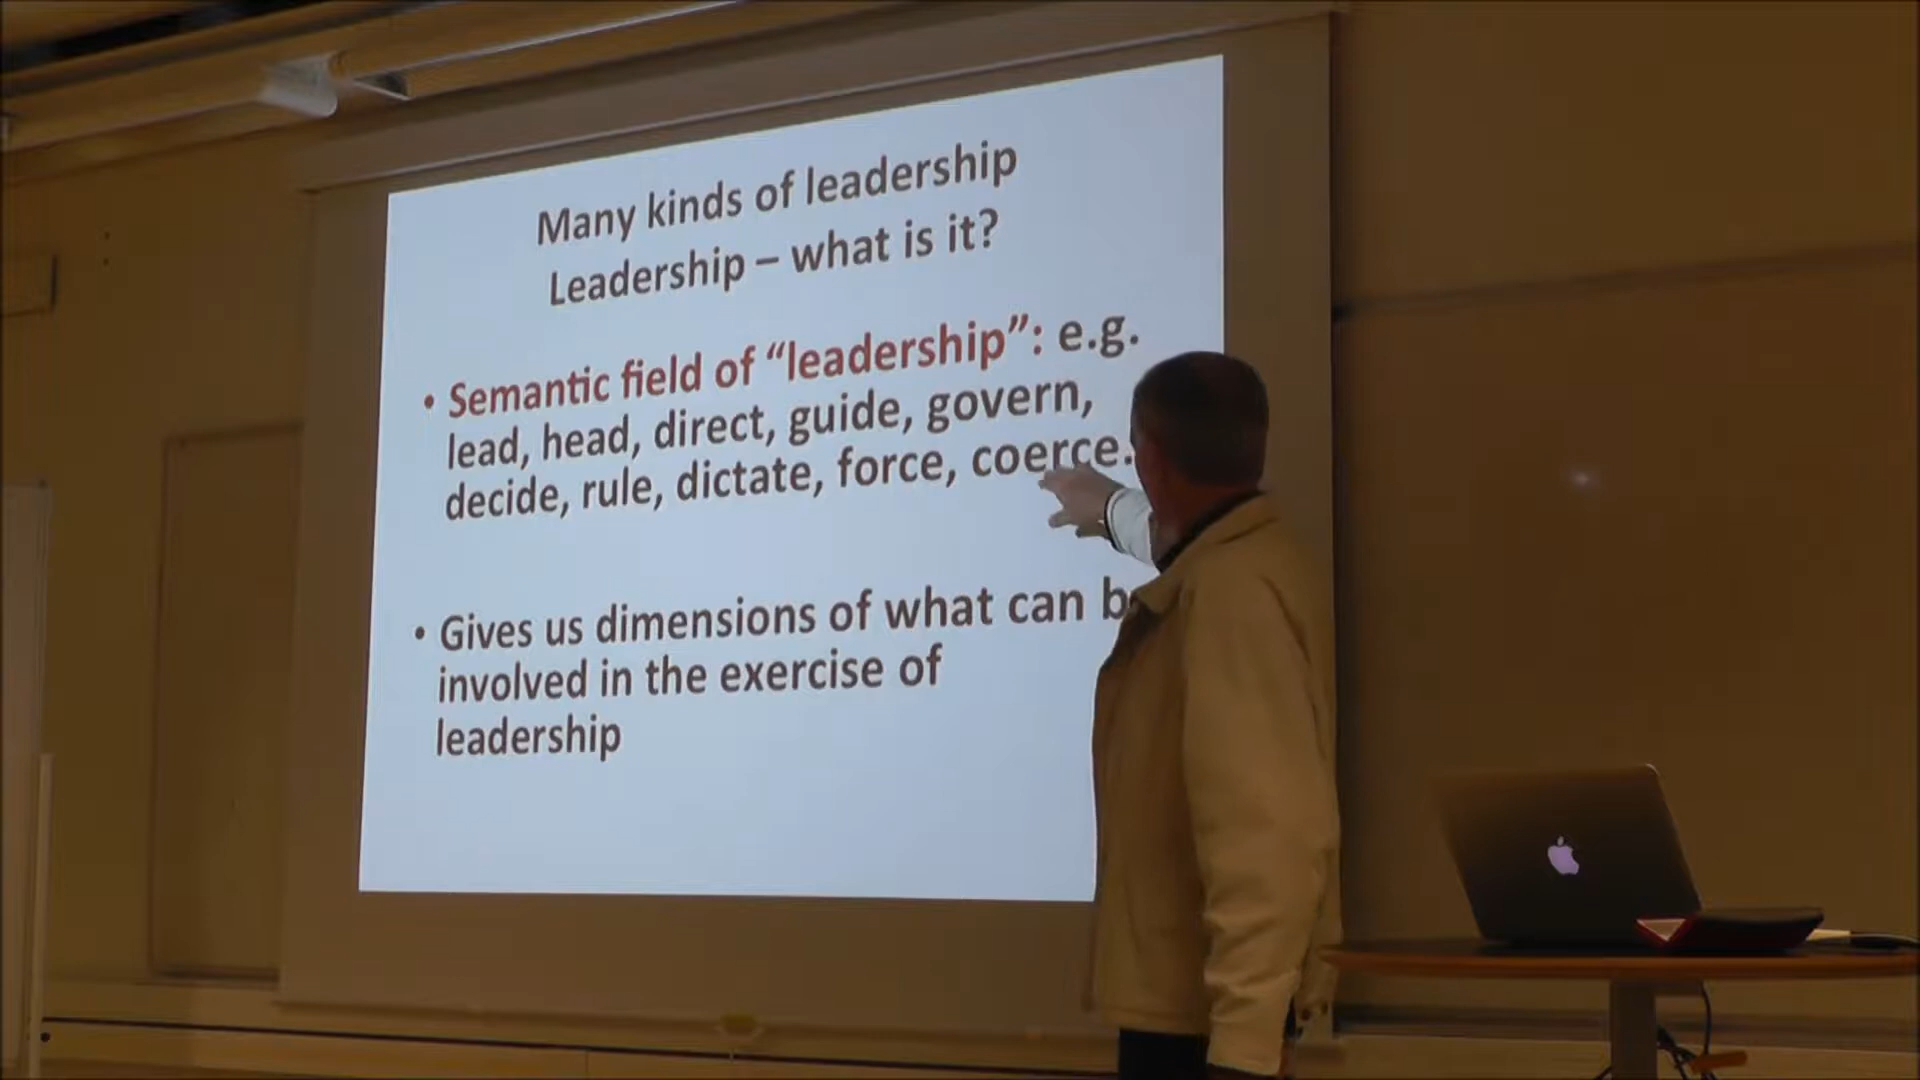 Many kinds of leadership
Leadership – what is it?
• Semantic field of “leadership”: e.g.
lead, head, direct, guide, govern,
decide, rule, dictate, force, coerce.
• Gives us dimensions of what can
involved in the exercise of
leadership